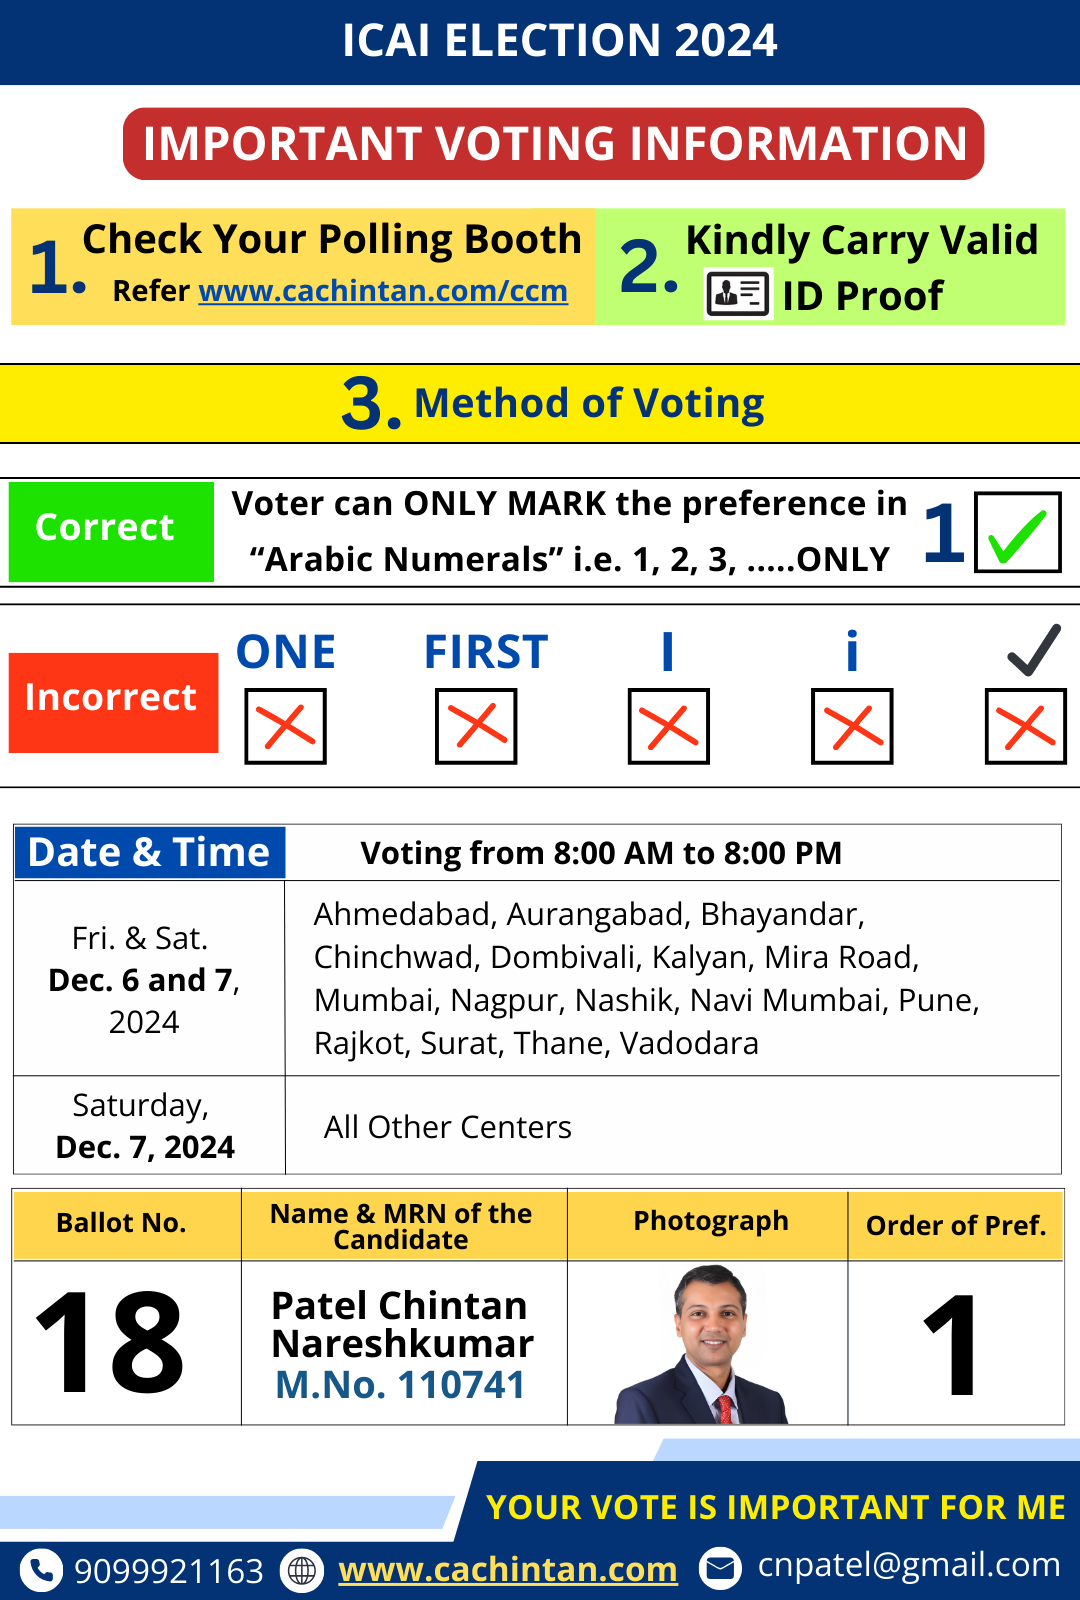 ICAI ELECTION 2024
IMPORTANT VOTING INFORMATION
1. Check Your Polling Booth
Refer www.cachintan.com/ccm
2. Kindly Carry Valid
ID Proof
3. Method of Voting
Correct
Voter can ONLY MARK the preference in
“Arabic Numerals” i.e. 1, 2, 3, .....ONLY
1
Incorrect
ONE FIRST I i
Date & Time
Voting from 8:00 AM to 8:00 PM
Fri. & Sat.
Dec. 6 and 7,
2024
Ahmedabad, Aurangabad, Bhayandar,
Chinchwad, Dombivali, Kalyan, Mira Road,
Mumbai, Nagpur, Nashik, Navi Mumbai, Pune,
Rajkot, Surat, Thane, Vadodara
Saturday,
Dec. 7, 2024
All Other Centers
Ballot No.
Name & MRN of the
Candidate
Photograph
Order of Pref.
18
Patel Chintan
Nareshkumar
M.No. 110741
1
YOUR VOTE IS IMPORTANT FOR ME
9099921163 www.cachintan.com cnpatel@gmail.com